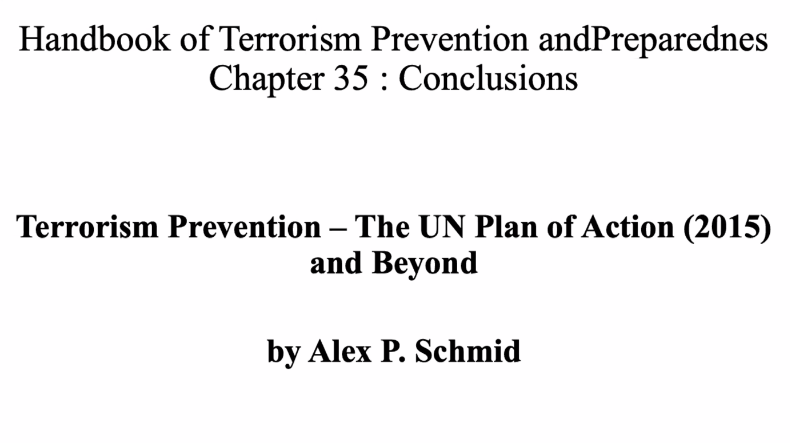 Handbook of Terrorism Prevention andPreparednes
Chapter 35 : Conclusions
Terrorism Prevention – The UN Plan of Action (2015)
and Beyond
by Alex P. Schmid